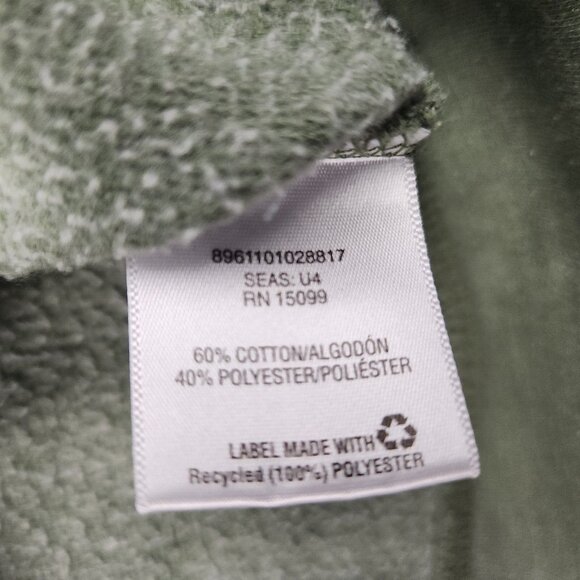 8961101028817
SEAS: U4
RN 15099
60% COTTON/ALGODÓN
40% POLYESTER/POLIÉSTER
LABEL MADE WITH
Recycled (100%) POLYESTER